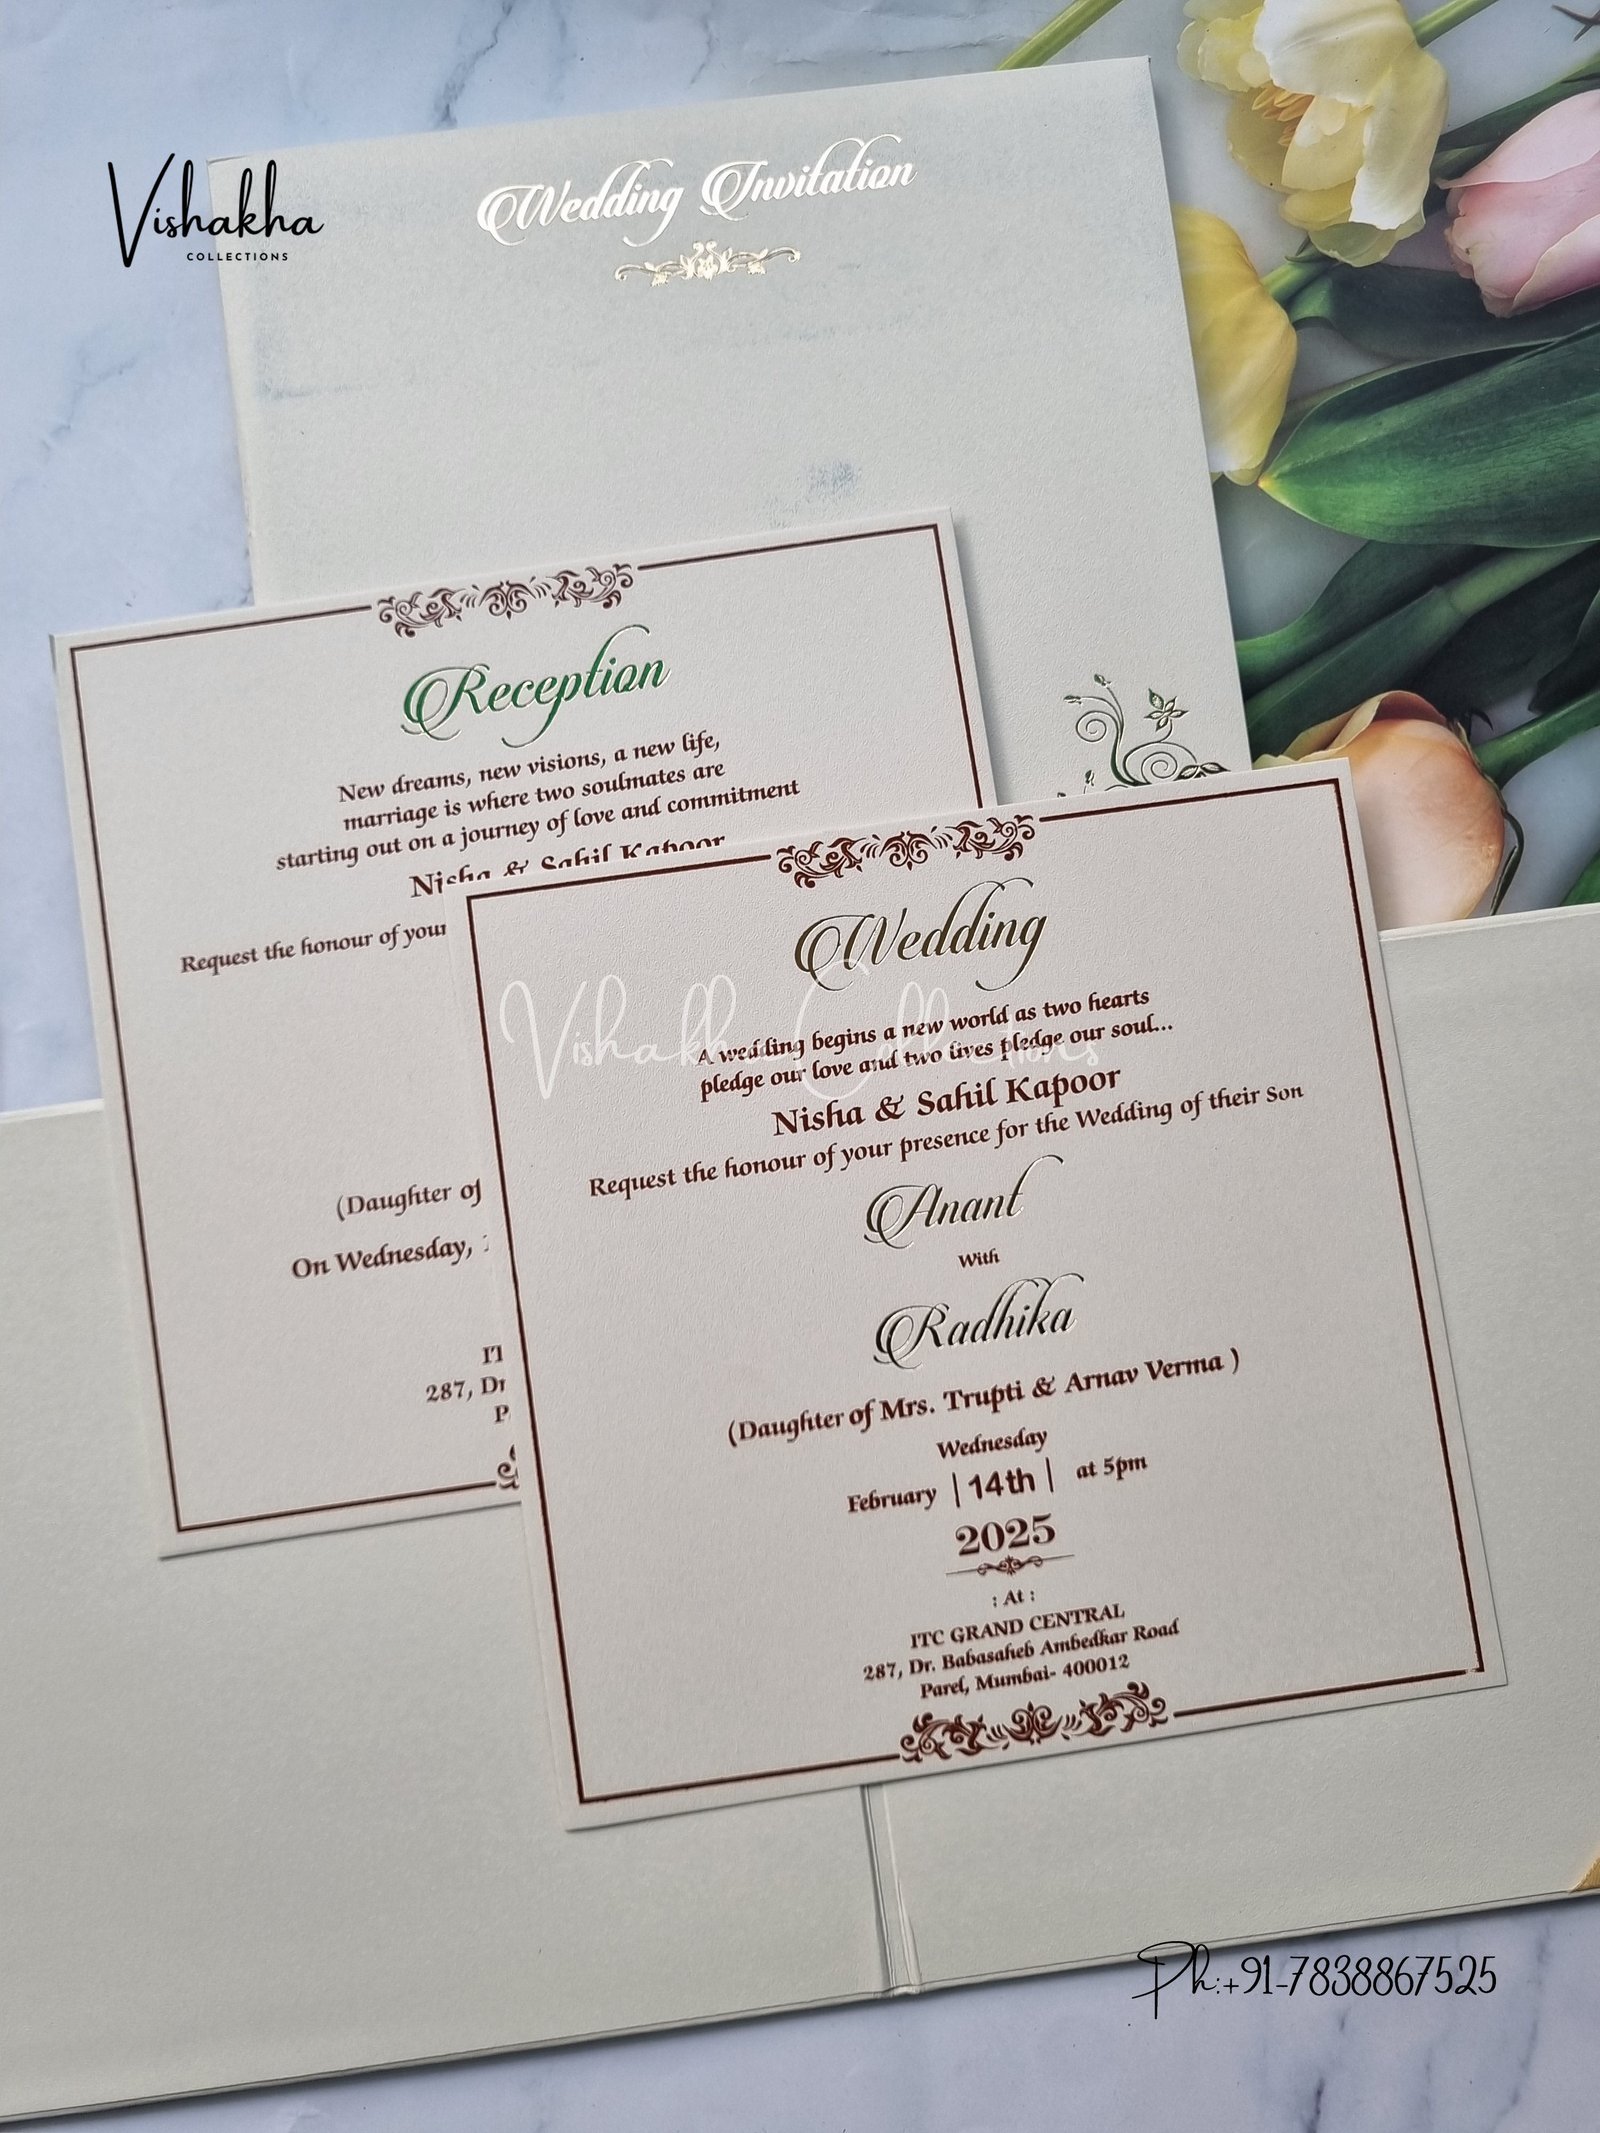 Vishakha
COLLECTIONS
Wedding Invitation
Reception
New dreams, new visions, a new life,
marriage is where two soulmates are
starting out on a journey of love and commitment
Nisha & Sahil Kapoor
Request the honour of your
(Daughter of
On Wednesday,
287, Dr
Wedding
A wedding begins a new world as two hearts
pledge our love and two lives pledge our soul...
Nisha & Sahil Kapoor
Request the honour of your presence for the Wedding of their Son
Anant
With
Radhika
(Daughter of Mrs. Trupti & Arnav Verma )
Wednesday
February | 14th | at 5pm
2025
: At :
ITC GRAND CENTRAL
287, Dr. Babasaheb Ambedkar Road
Parel, Mumbai- 400012
Vishakha Collections
Ph:+91-7838867525